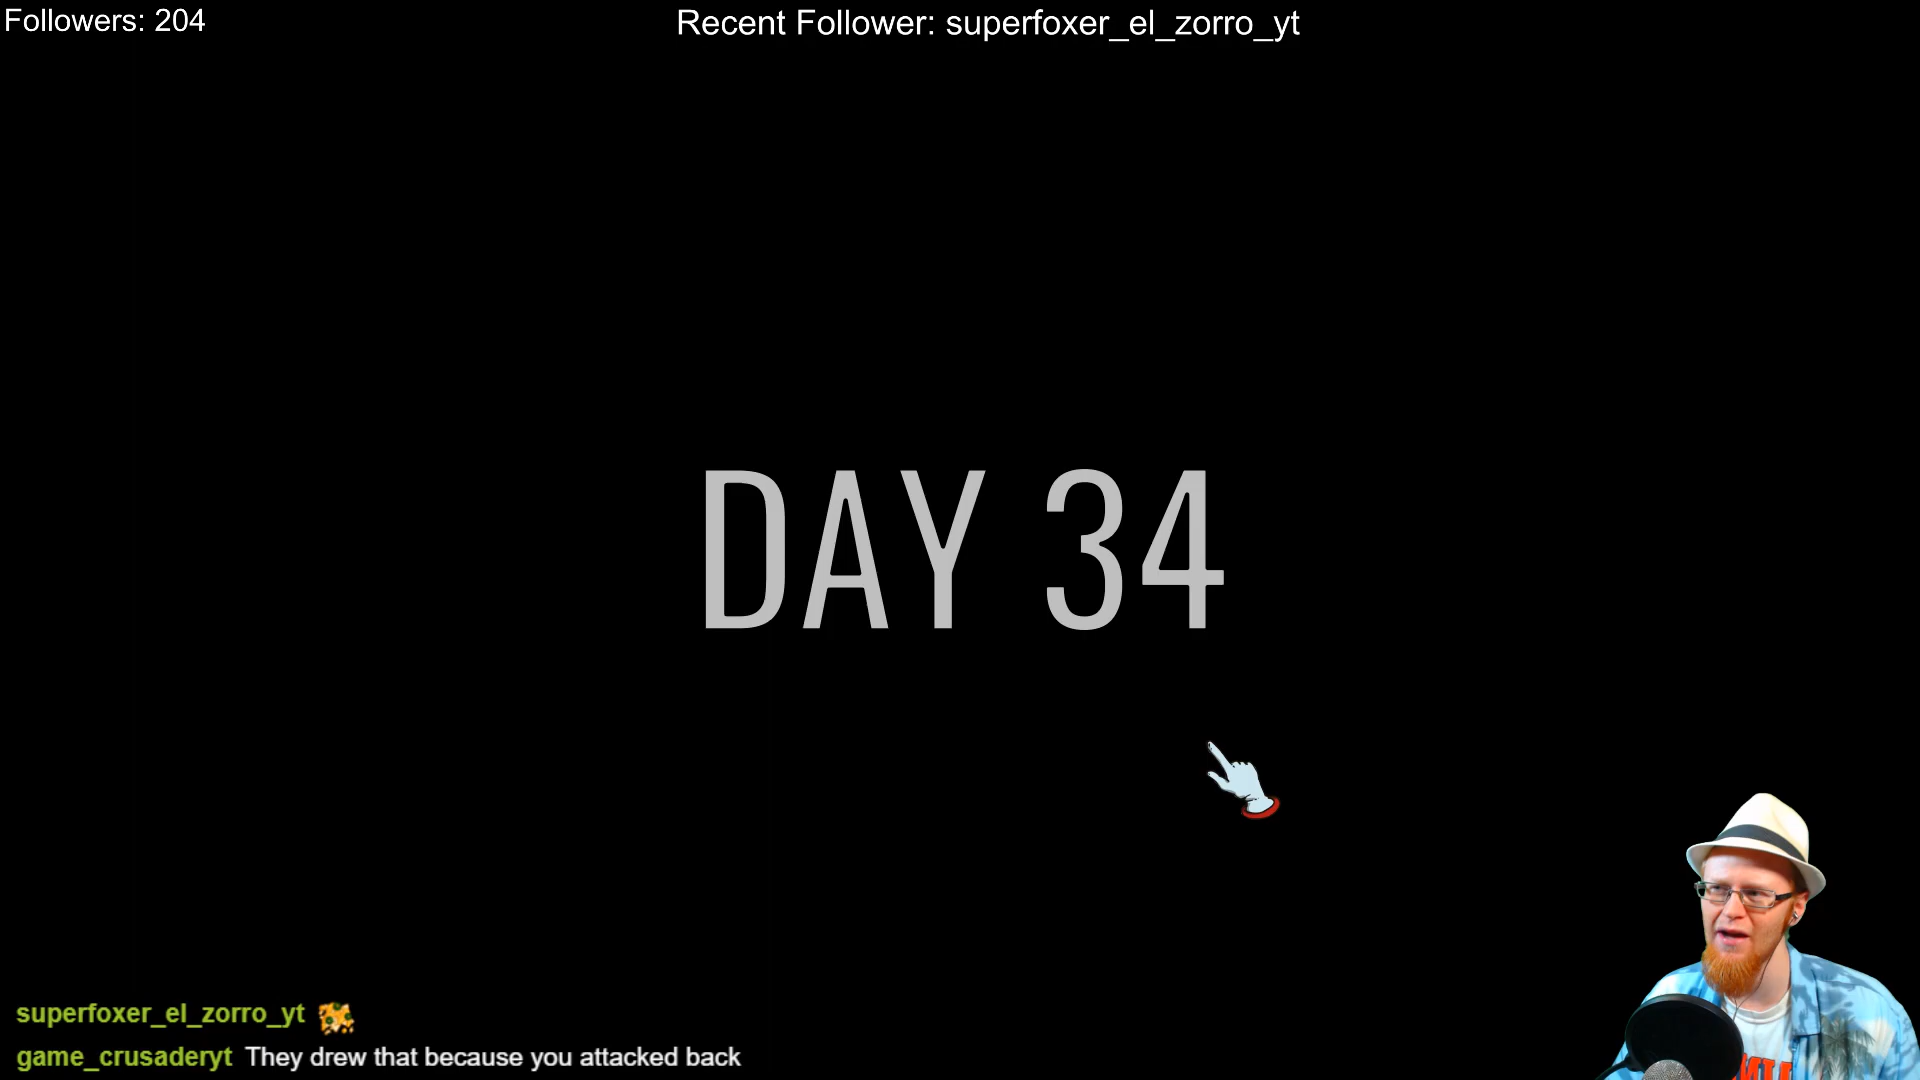 Followers: 204
Recent Follower: superfoxer_el_zorro_yt
DAY 34
superfoxer_el_zorro_yt
game_crusaderyt They drew that because you attacked back